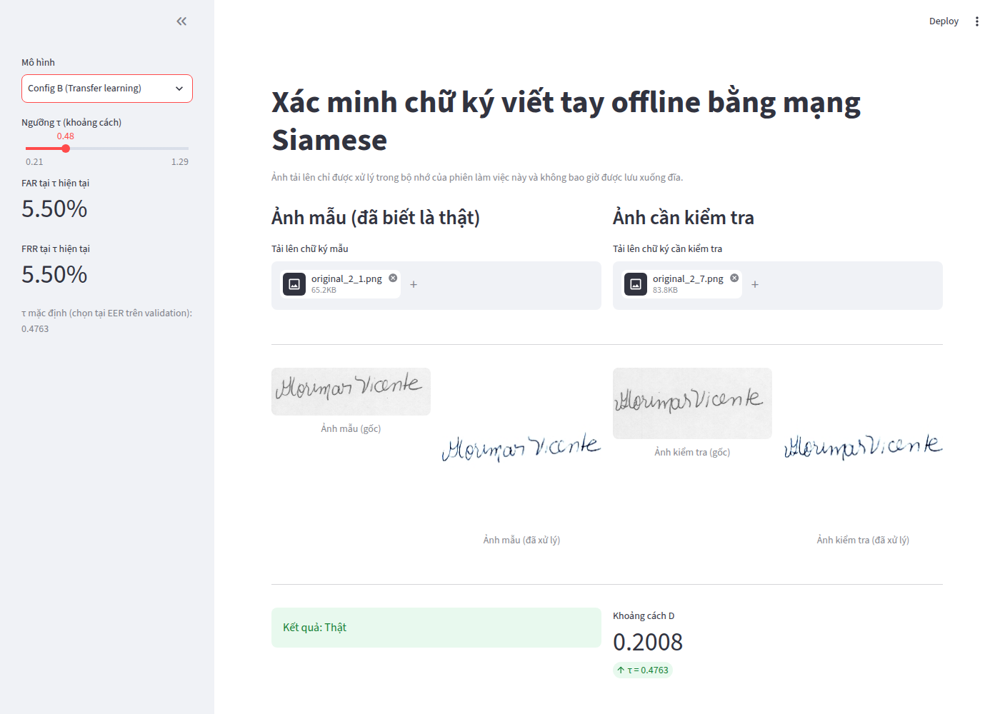 Deploy
Mô hình
Config B (Transfer learning)
Ngưỡng τ (khoảng cách)
0.48
0.21
1.29
FAR tại τ hiện tại
5.50%
FRR tại τ hiện tại
5.50%
τ mặc định (chọn tại EER trên validation):
0.4763
Xác minh chữ ký viết tay offline bằng mạng
Siamese
Ảnh tải lên chỉ được xử lý trong bộ nhớ của phiên làm việc này và không bao giờ được lưu xuống đĩa.
Ảnh mẫu (đã biết là thật)
Tải lên chữ ký mẫu
original_2_1.png
65.2KB
Ảnh cần kiểm tra
Tải lên chữ ký cần kiểm tra
original_2_7.png
83.8KB
Glorimar Vicente
Ảnh mẫu (gốc)
Glorimar Vicente
Ảnh mẫu (đã xử lý)
Glorimar Vicente
Ảnh kiểm tra (gốc)
Glorimar Vicente
Ảnh kiểm tra (đã xử lý)
Kết quả: Thật
Khoảng cách D
0.2008
↑ τ = 0.4763